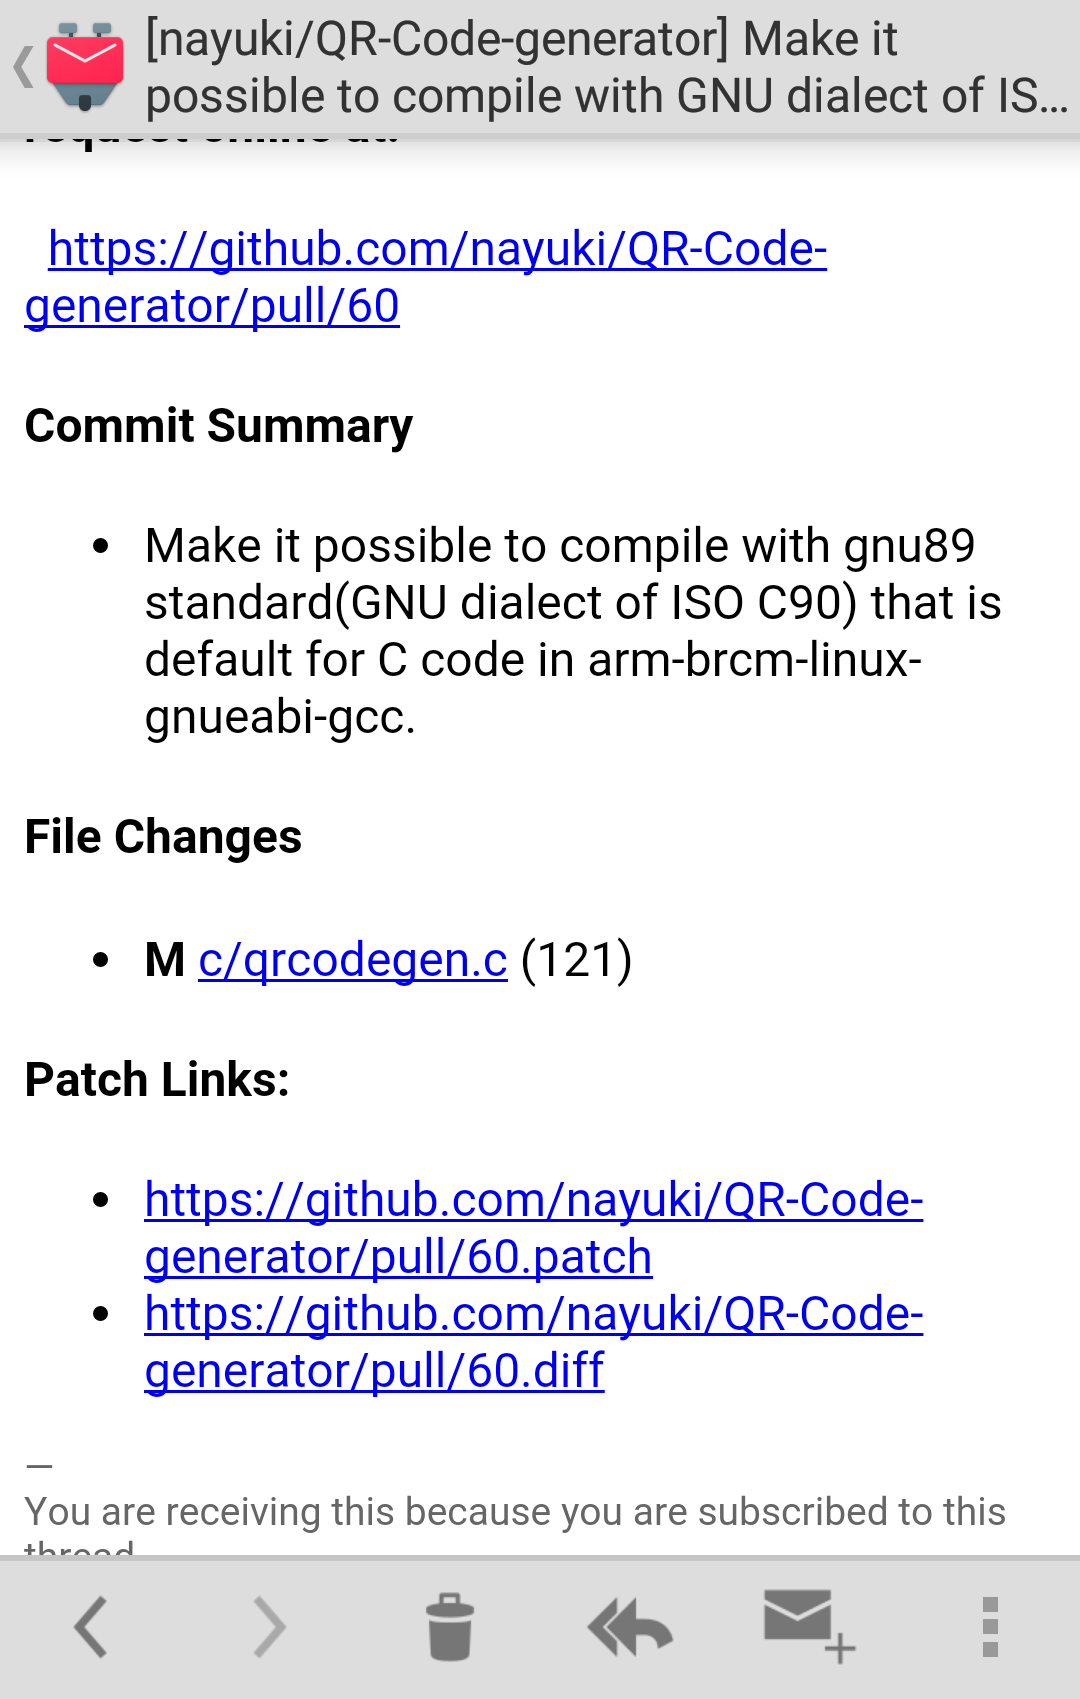 [nayuki/QR-Code-generator] Make it
possible to compile with GNU dialect of IS...
request online at:
https://github.com/nayuki/QR-Code-
generator/pull/60
Commit Summary
• Make it possible to compile with gnu89
standard(GNU dialect of ISO C90) that is
default for C code in arm-brcm-linux-
gnueabi-gcc.
File Changes
• M c/qrcodegen.c (121)
Patch Links:
• https://github.com/nayuki/QR-Code-
generator/pull/60.patch
• https://github.com/nayuki/QR-Code-
generator/pull/60.diff
—
You are receiving this because you are subscribed to this
thread